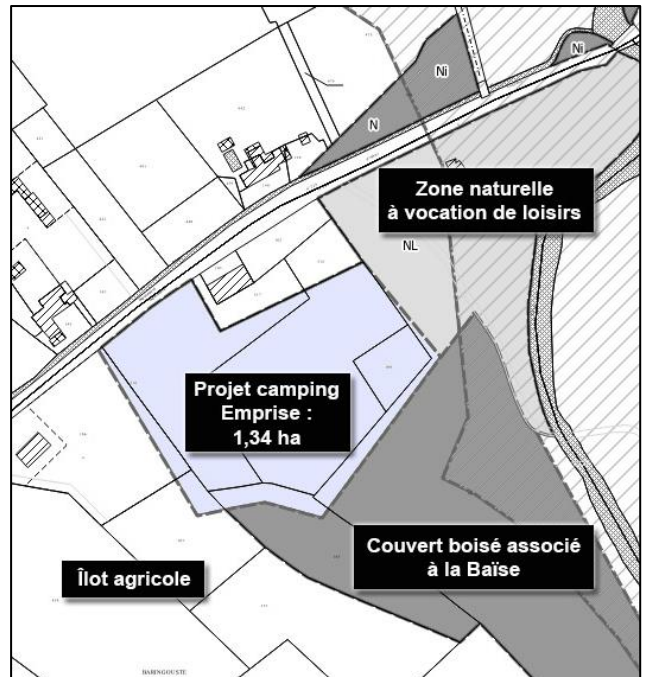 Ni
Ni
N
Zone naturelle
à vocation de loisirs
NL
Projet camping
Emprise :
1,34 ha
Couvert boisé associé
à la Baïse
Îlot agricole
BARINGOUSTE